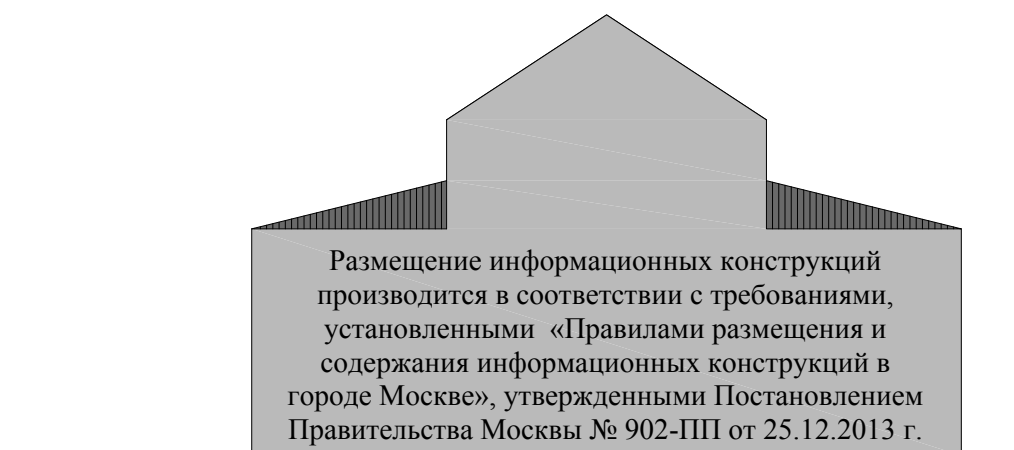 Размещение информационных конструкций
производится в соответствии с требованиями,
установленными «Правилами размещения и
содержания информационных конструкций в
городе Москве», утвержденными Постановлением
Правительства Москвы № 902-ПП от 25.12.2013 г.